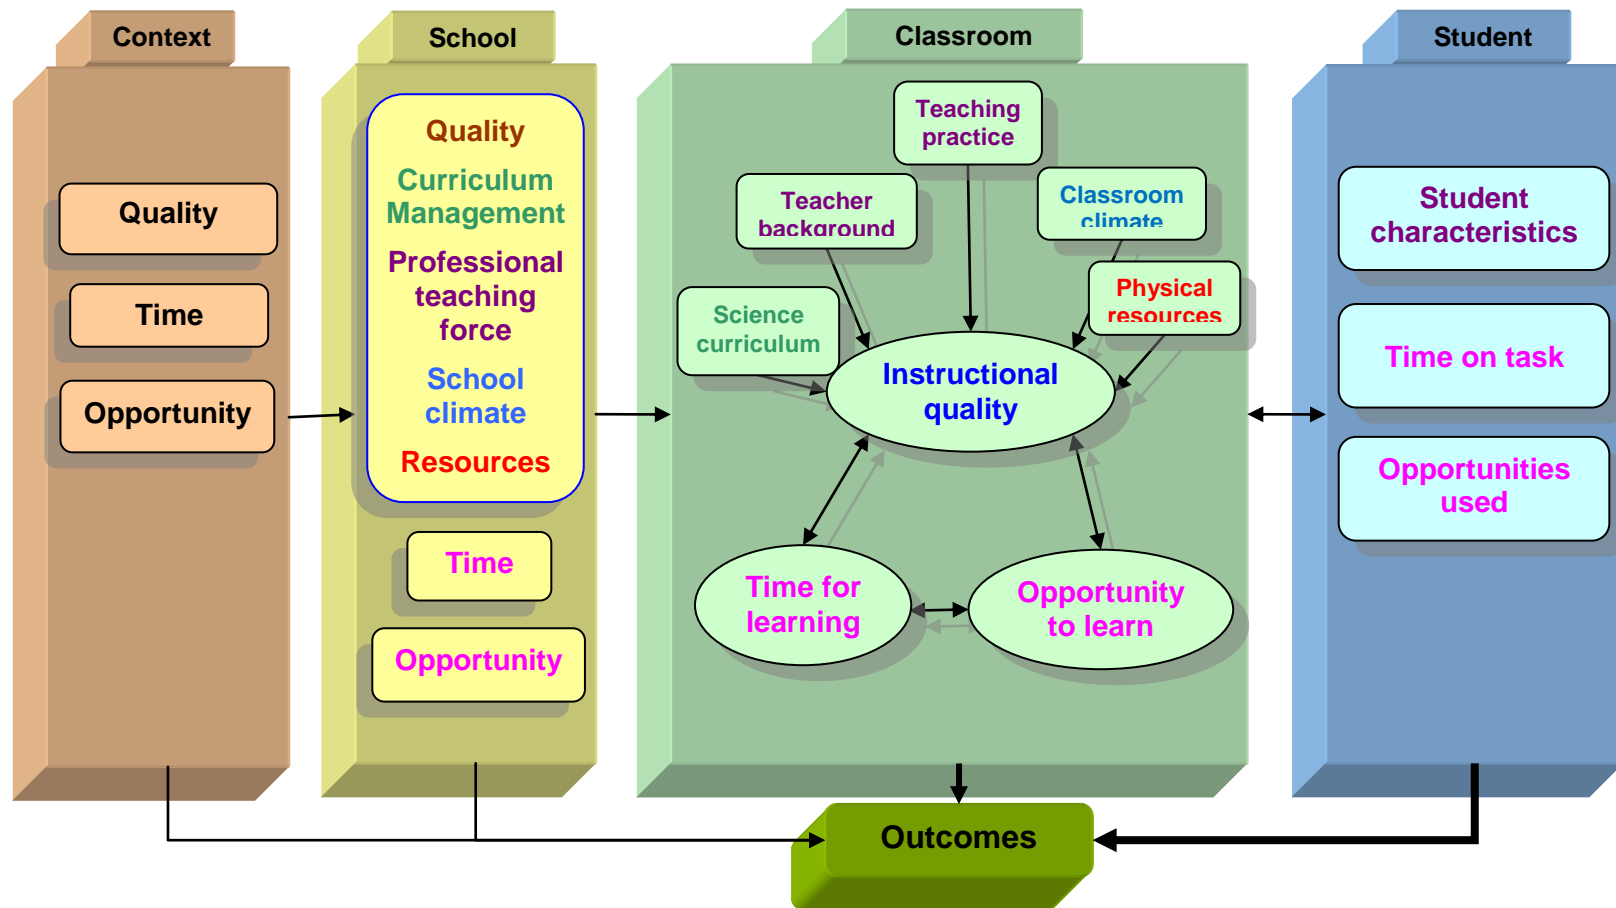 Context
Quality
Time
Opportunity
School
Quality
Curriculum
Management
Professional
teaching
force
School
climate
Resources
Time
Opportunity
Classroom
Teaching
practice
Teacher
background
Classroom
climate
Science
curriculum
Physical
resources
Instructional
quality
Time for
learning
Opportunity
to learn
Student
Student
characteristics
Time on task
Opportunities
used
Outcomes